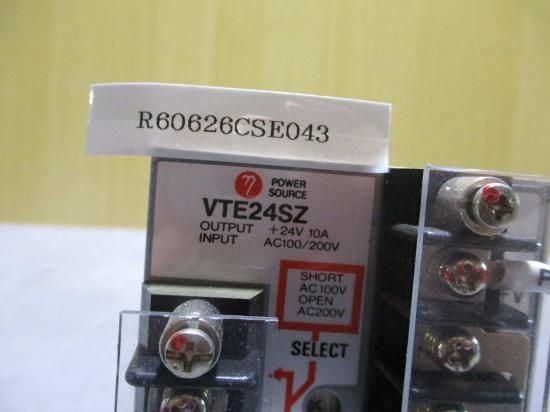 R60626CSE043
η POWER SOURCE
VTE24SZ
OUTPUT +24V 10A
INPUT AC100/200V
SHORT
AC100V
OPEN
AC200V
SELECT
V